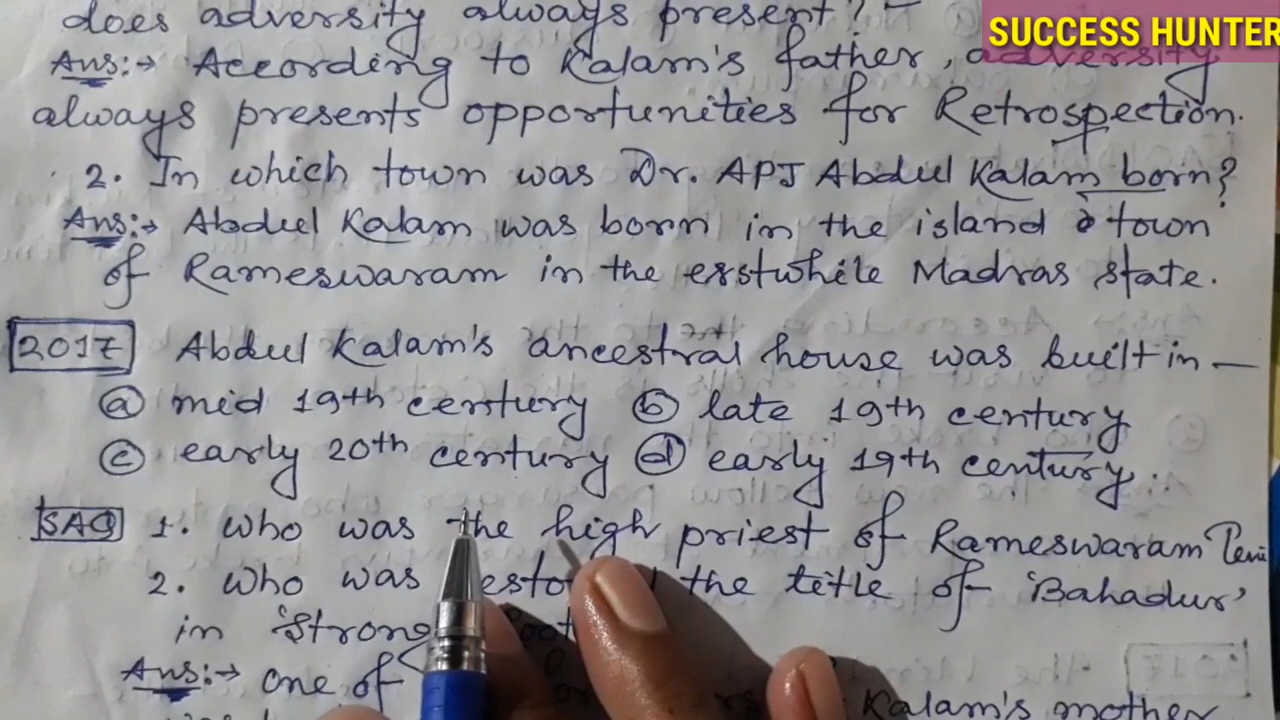 does adversity always present? –
SUCCESS HUNTER
Ans:→ According to Kalam's father, adversity
always presents opportunities for Retrospection.
2. In which town was Dr. APJ Abdul Kalam born?
Ans:→ Abdul Kalam was born in the island town
of Rameswaram in the erstwhile Madras state.
2017 Abdul Kalam's ancestral house was built in —
(a) mid 19th century (b) late 19th century
(c) early 20th century (d) early 19th century.
SAQ 1. who was the high priest of Rameswaram
2. who was the title of 'Bahadur'
in 'Strong
Ans:→ one of Kalam's mother